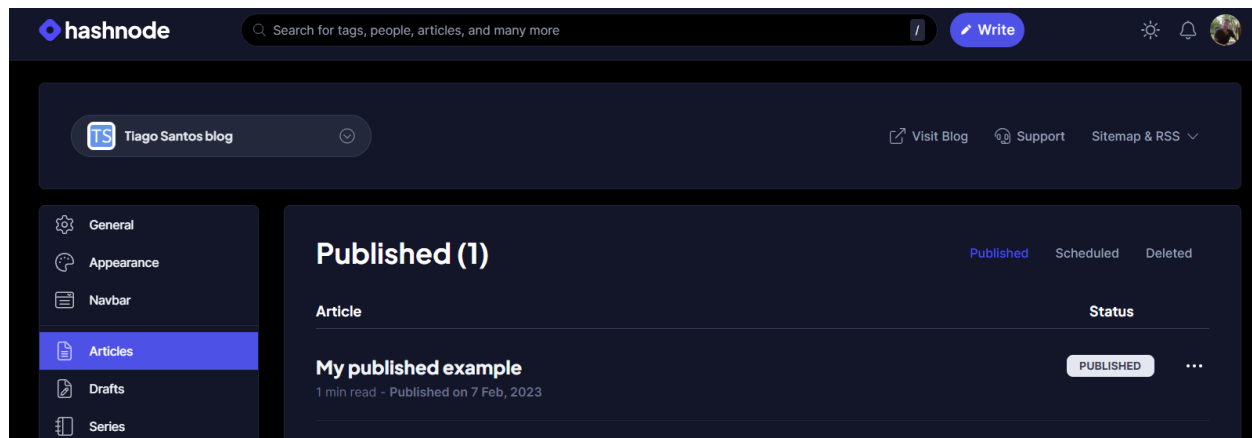 hashnode
Search for tags, people, articles, and many more
/
Write
TS
Tiago Santos blog
Visit Blog
Support
Sitemap & RSS
General
Appearance
Navbar
Articles
Drafts
Series
Published (1)
Published
Scheduled
Deleted
Article
Status
My published example
PUBLISHED
1 min read - Published on 7 Feb, 2023